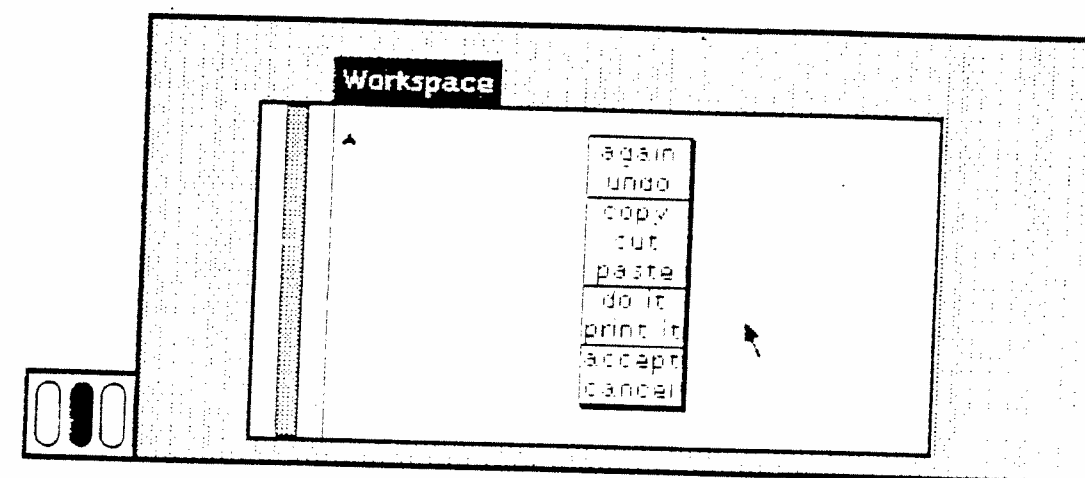 Workspace
again
undo
copy
cut
paste
do it
print it
accept
cancel